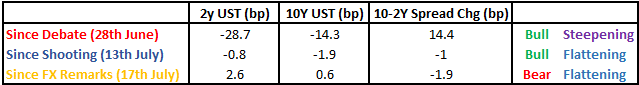 2y UST (bp) 10Y UST (bp) 10-2Y Spread Chg (bp)
Since Debate (28th June) -28.7 -14.3 14.4 Bull Steepening
Since Shooting (13th July) -0.8 -1.9 -1 Bull Flattening
Since FX Remarks (17th July) 2.6 0.6 -1.9 Bear Flattening